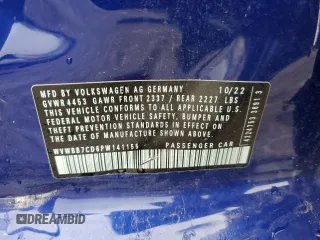 MFD BY VOLKSWAGEN AG GERMANY 10/22
GVWR 4453 GAWR FRONT 2337 / REAR 2227 LBS
THIS VEHICLE CONFORMS TO ALL APPLICABLE U.S.
FEDERAL MOTOR VEHICLE SAFETY, BUMPER AND
THEFT PREVENTION STANDARDS IN EFFECT ON
THE DATE OF MANUFACTURE SHOWN ABOVE
PASSENGER CAR
DREAMBID